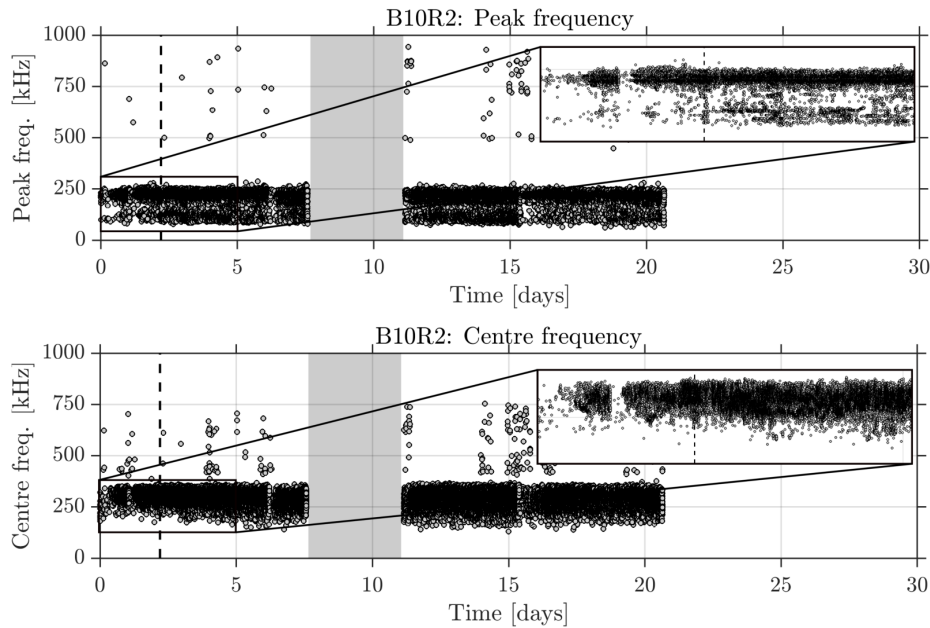 B10R2: Peak frequency
1000
750
500
250
0
Peak freq. [kHz]
0 5 10 15 20 25 30
Time [days]
B10R2: Centre frequency
1000
750
500
250
0
Centre freq. [kHz]
0 5 10 15 20 25 30
Time [days]